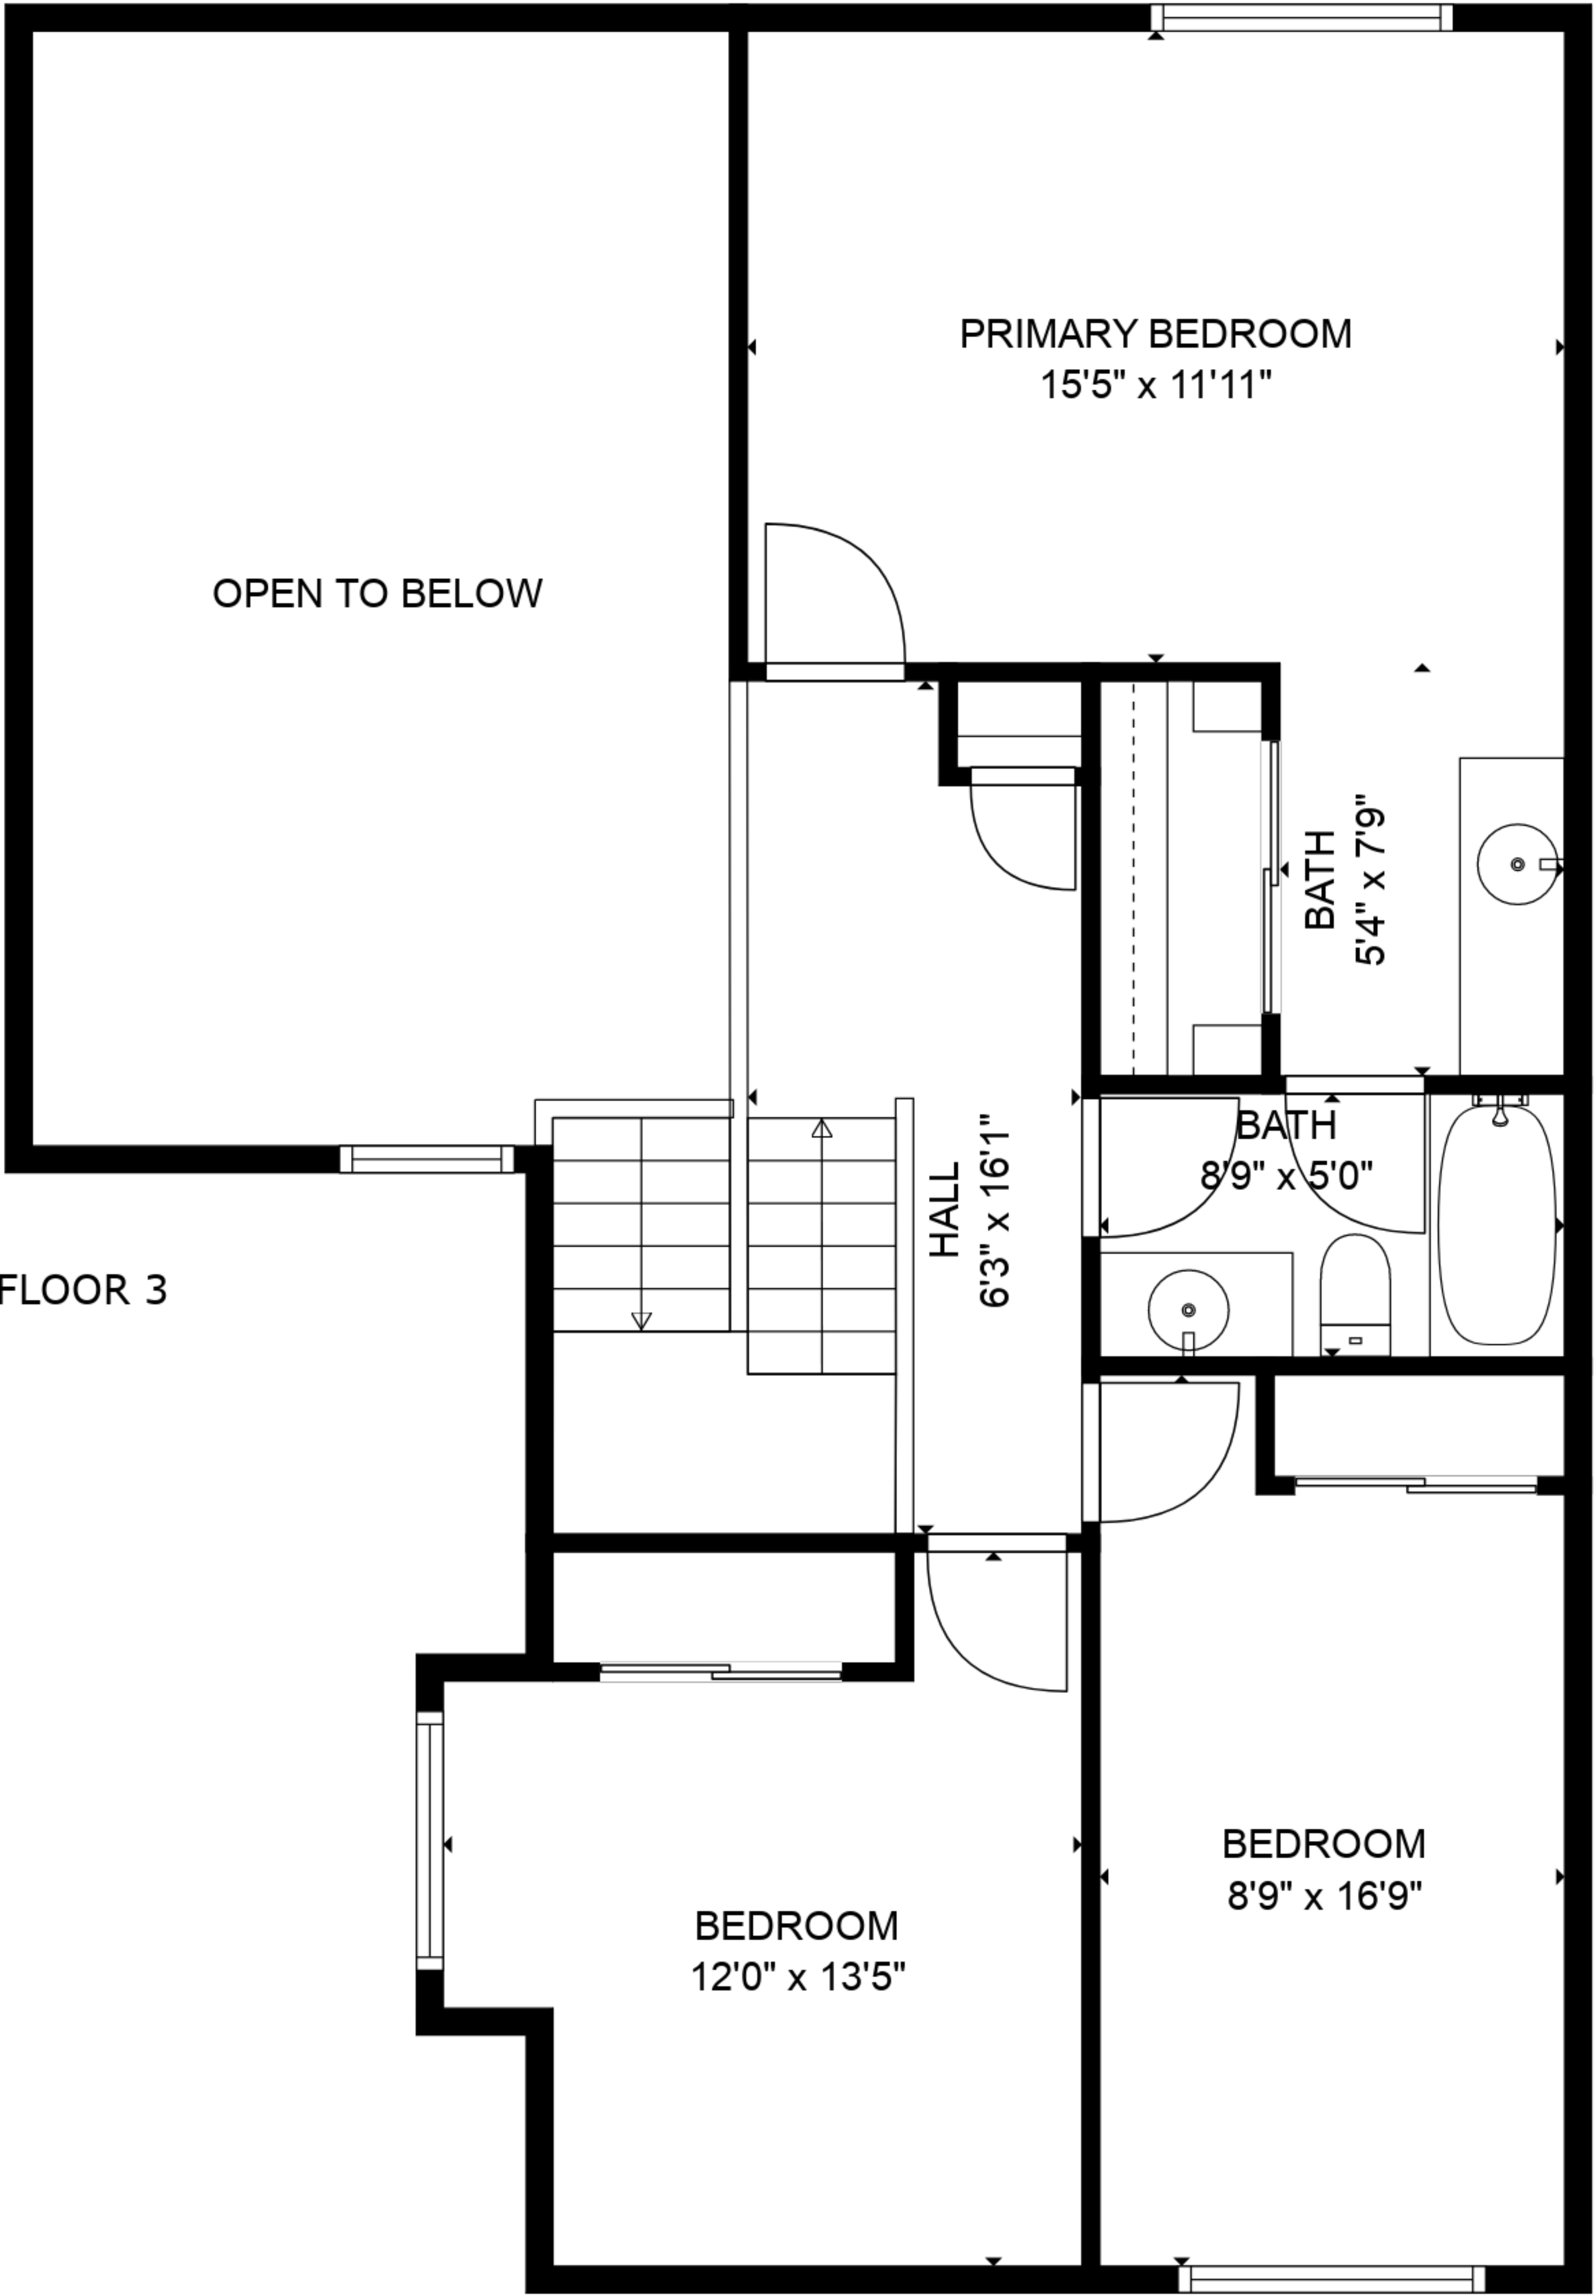 PRIMARY BEDROOM
15'5" x 11'11"
OPEN TO BELOW
BATH
5'4" x 7'9"
BATH
8'9" x 5'0"
HALL
6'3" x 16'1"
FLOOR 3
BEDROOM
8'9" x 16'9"
BEDROOM
12'0" x 13'5"